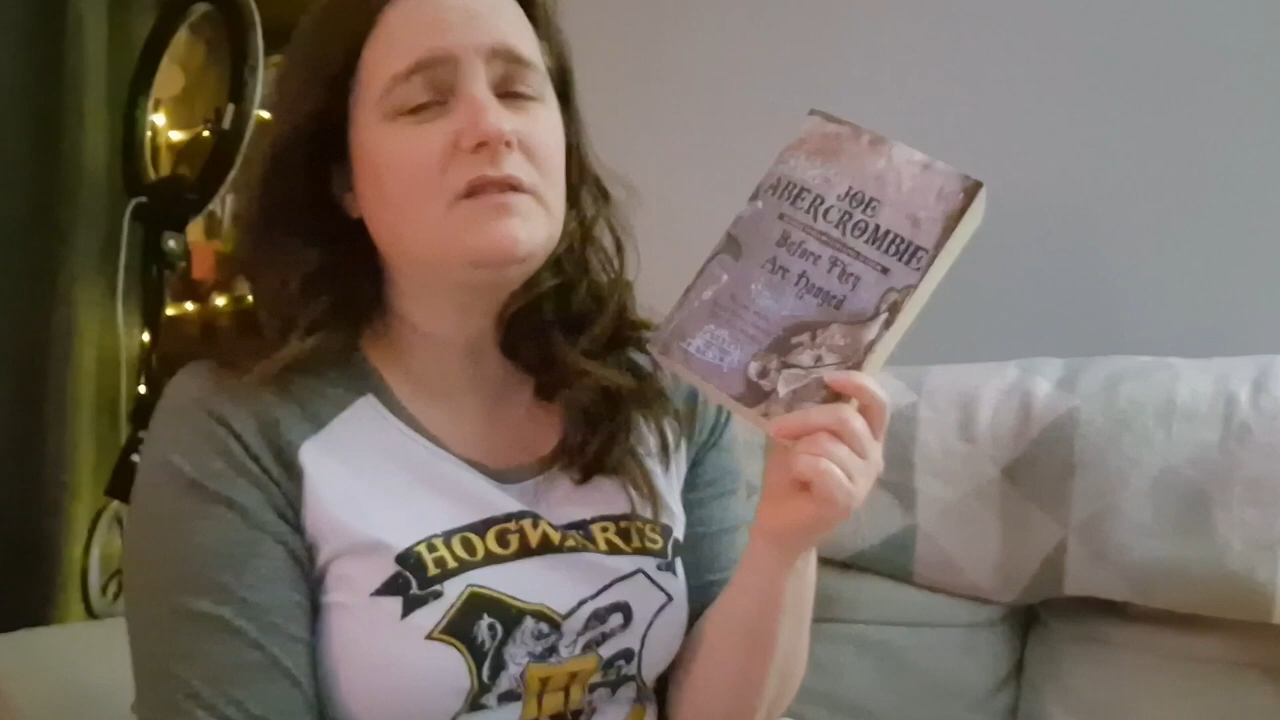 JOE
ABERCROMBIE
Before They
Are Hanged
HOGWARTS
H